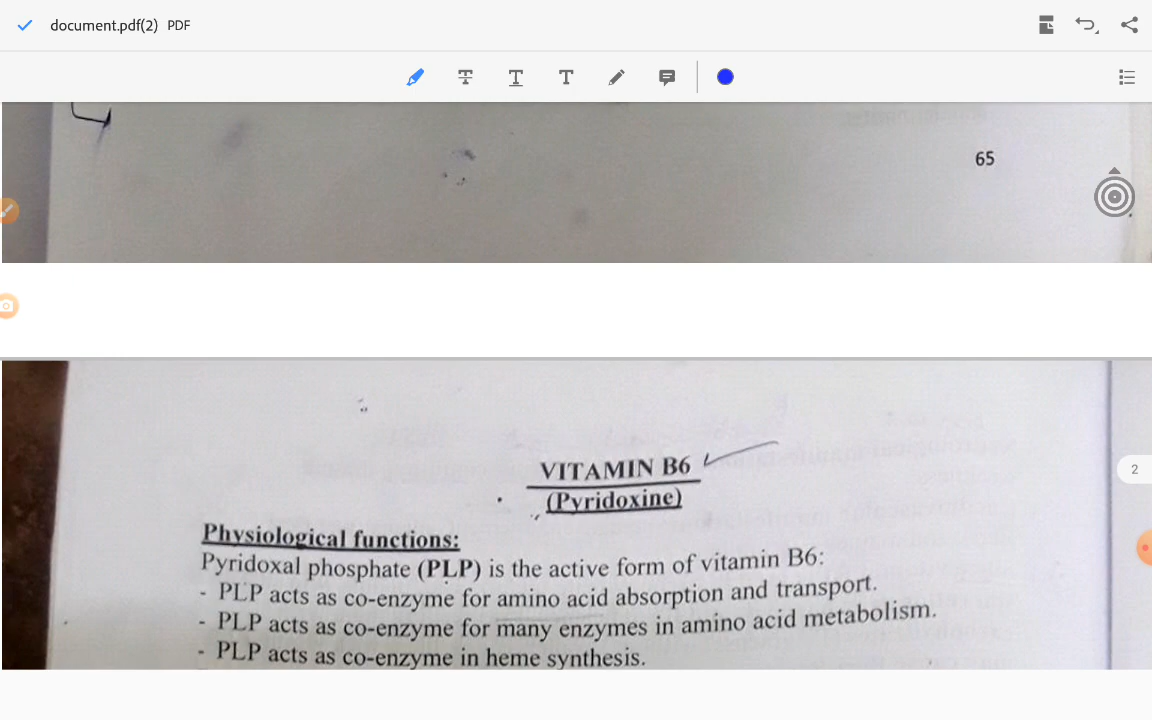 document.pdf(2) PDF
65
2
VITAMIN B6
(Pyridoxine)
Physiological functions:
Pyridoxal phosphate (PLP) is the active form of vitamin B6:
- PLP acts as co-enzyme for amino acid absorption and transport.
- PLP acts as co-enzyme for many enzymes in amino acid metabolism.
- PLP acts as co-enzyme in heme synthesis.